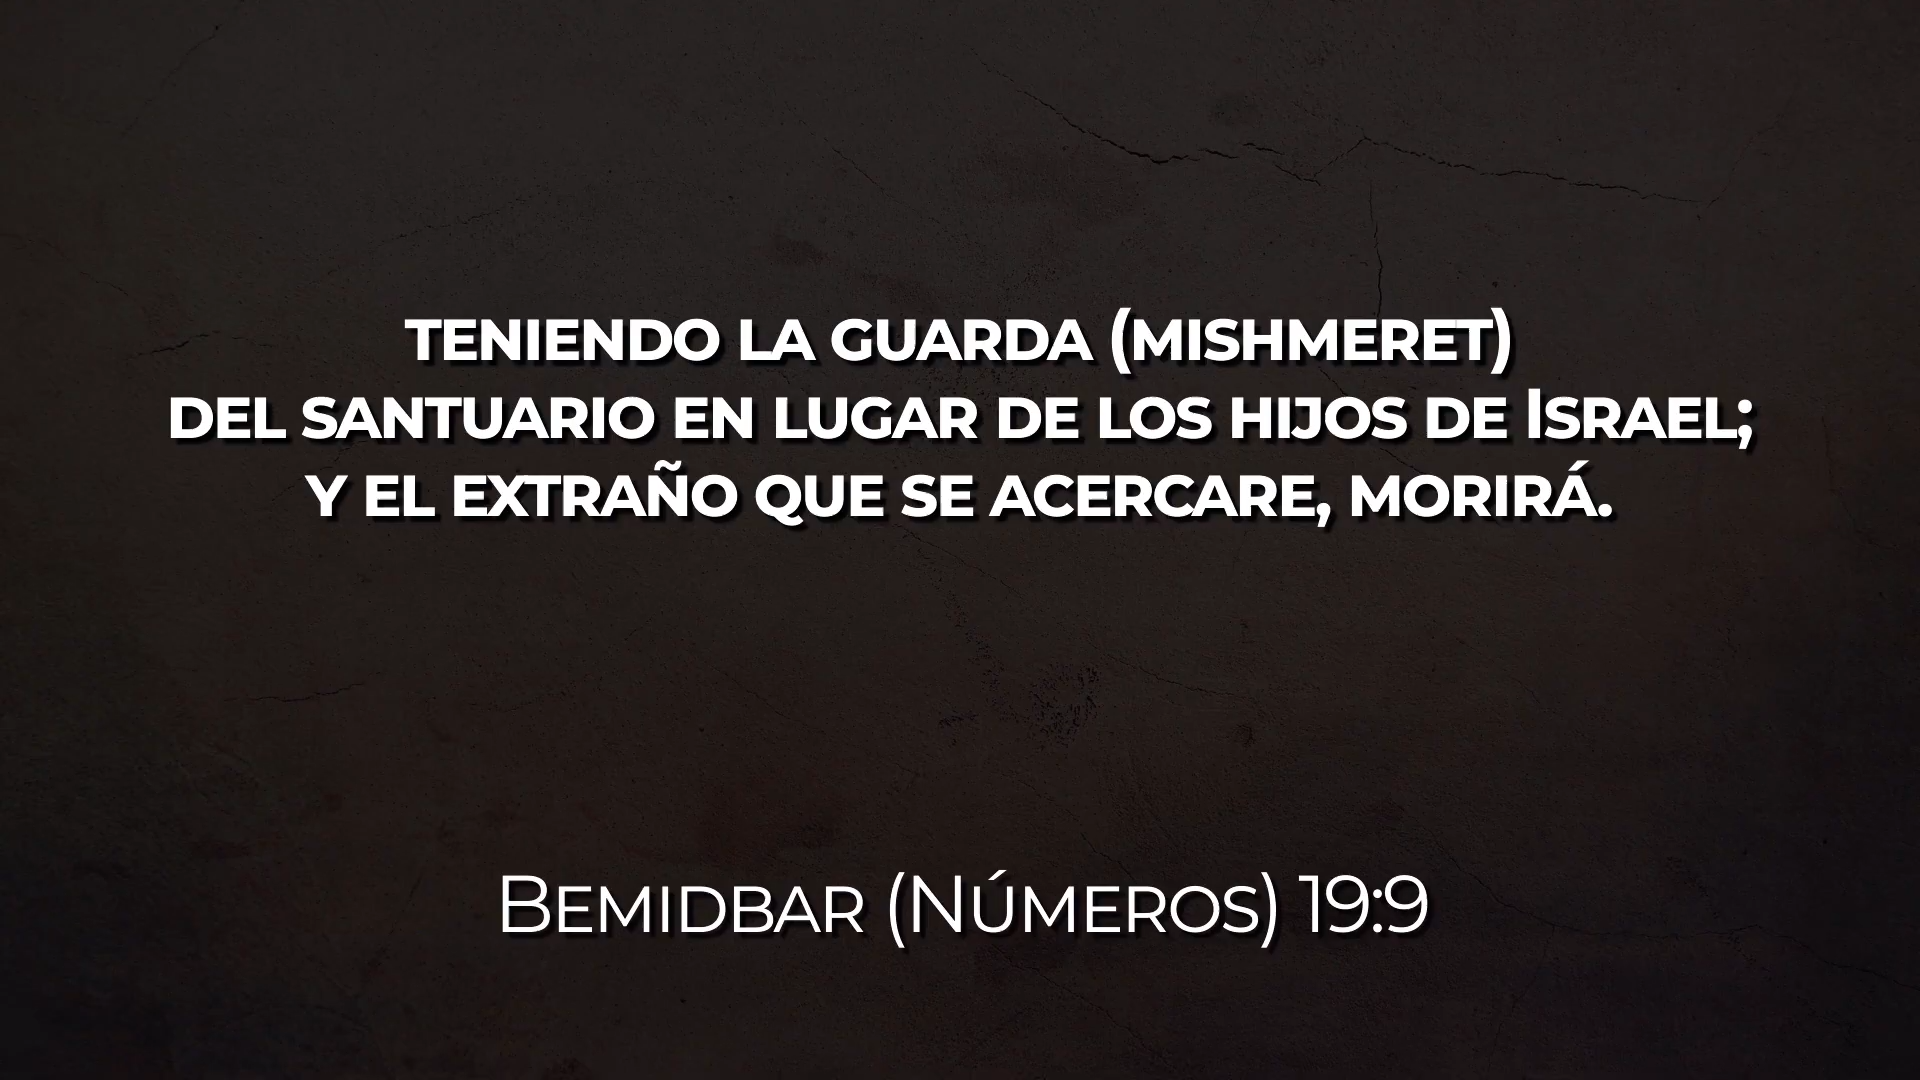 TENIENDO LA GUARDA (MISHMERET)
DEL SANTUARIO EN LUGAR DE LOS HIJOS DE ISRAEL;
Y EL EXTRAÑO QUE SE ACERCARE, MORIRÁ.
BEMIDBAR (NÚMEROS) 19:9